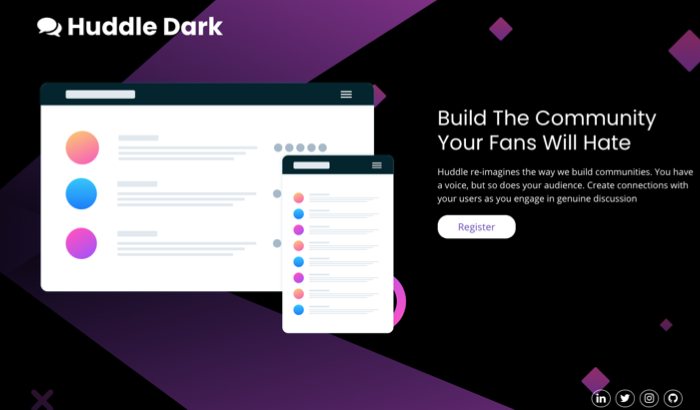 Huddle Dark
Build The Community
Your Fans Will Hate
Huddle re-imagines the way we build communities. You have
a voice, but so does your audience. Create connections with
your users as you engage in genuine discussion
Register
in